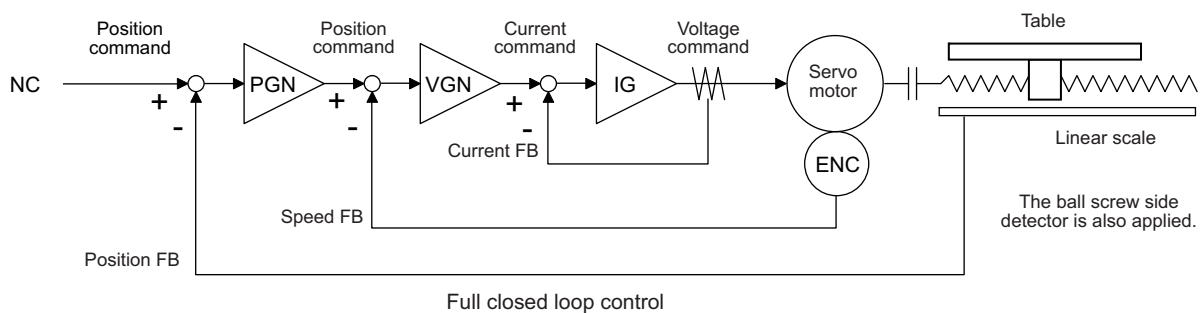 Position
command
Position
command
Current
command
Voltage
command
Table
NC
+
-
PGN
+
-
VGN
+
-
IG
Servo
motor
Current FB
ENC
Linear scale
Speed FB
The ball screw side
detector is also applied.
Position FB
Full closed loop control